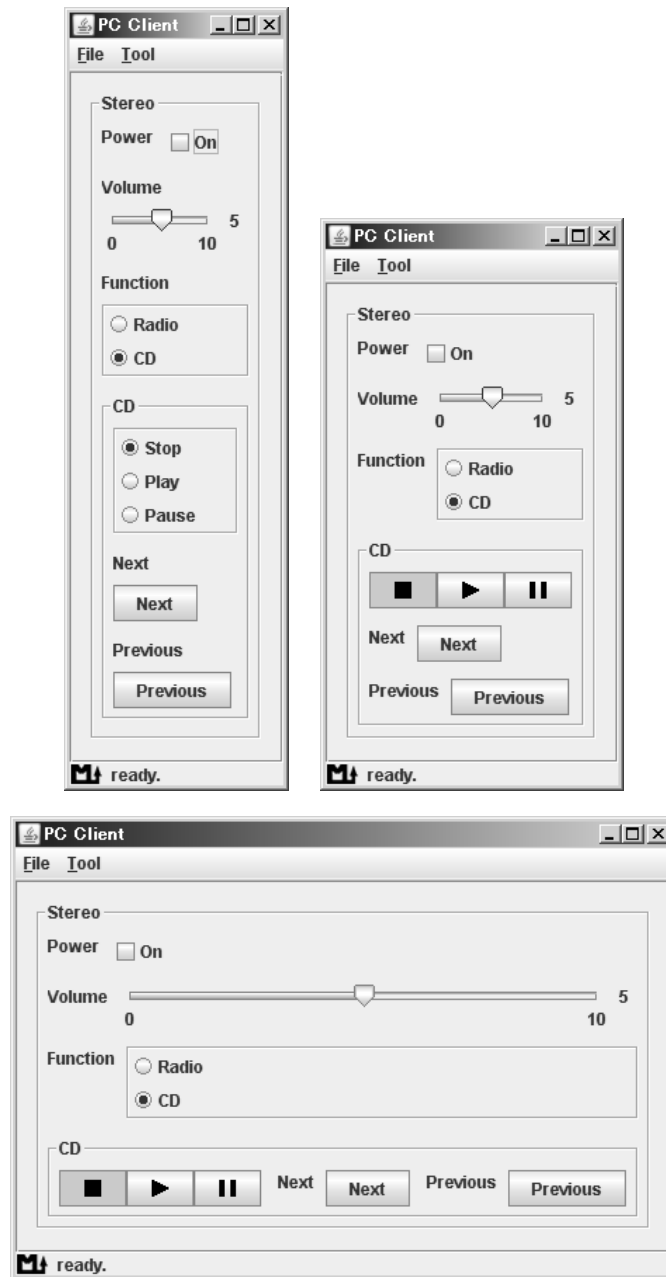 PC Client
File Tool
Stereo
Power On
Volume
5
0 10
Function
Radio
CD
CD
Stop
Play
Pause
Next
Next
Previous
Previous
ready.
PC Client
File Tool
Stereo
Power On
Volume 5
0 10
Function Radio
CD
CD
Next Next
Previous Previous
ready.
PC Client
File Tool
Stereo
Power On
Volume 5
0 10
Function Radio
CD
CD
Next Next Previous Previous
ready.